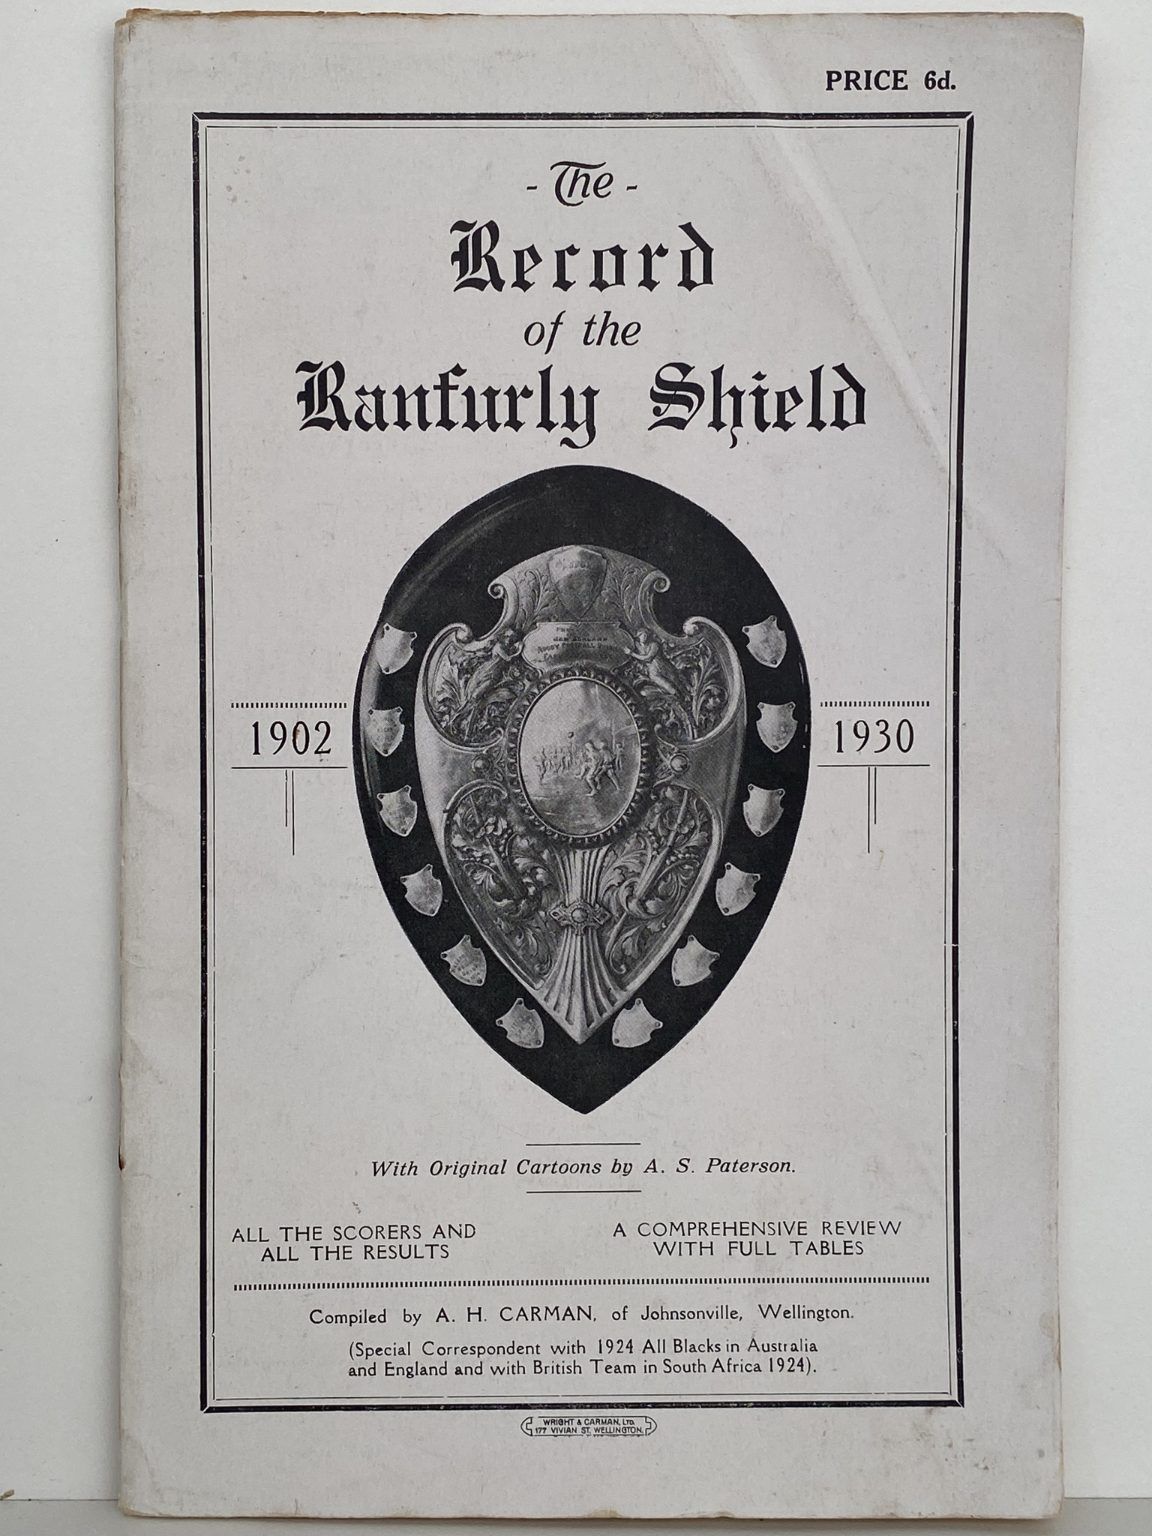 PRICE 6d.
- The -
Record
of the
Ranfurly Shield
NEW ZEALAND
1902
1930
With Original Cartoons by A. S. Paterson.
ALL THE SCORERS AND
ALL THE RESULTS
A COMPREHENSIVE REVIEW
WITH FULL TABLES
Compiled by A. H. CARMAN, of Johnsonville, Wellington.
(Special Correspondent with 1924 All Blacks in Australia
and England and with British Team in South Africa 1924).
WRIGHT & CARMAN, LTD.
177 VIVIAN ST. WELLINGTON.